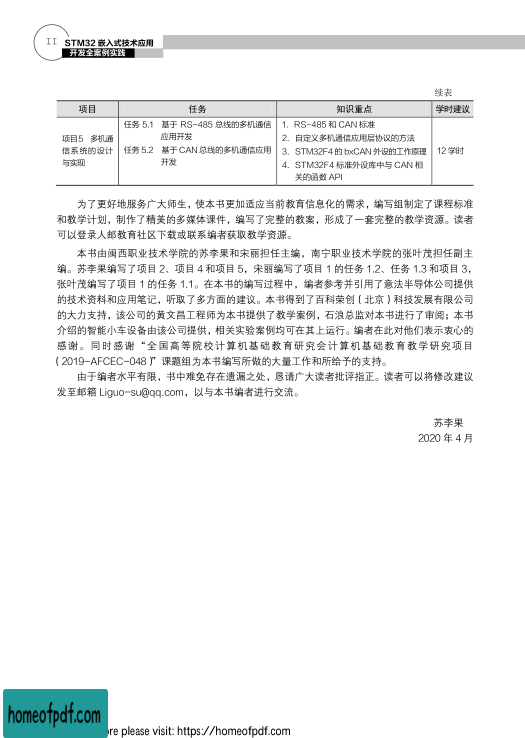 II
STM32 嵌入式技术应用
开发全案例实践
续表
项目 任务 知识重点 学时建议
项目5 多机通信系统的设计与实现
任务 5.1 基于 RS-485 总线的多机通信应用开发
任务 5.2 基于 CAN 总线的多机通信应用开发
1. RS-485 和 CAN 标准
2. 自定义多机通信应用层协议的方法
3. STM32F4 的 bxCAN 外设的工作原理
4. STM32F4 标准外设库中与 CAN 相关的函数 API
12 学时
为了更好地服务广大师生，使本书更加适应当前教育信息化的需求，编写组制定了课程标准
和教学计划，制作了精美的多媒体课件，编写了完整的教案，形成了一套完整的教学资源。读者
可以登录人邮教育社区下载或联系编者获取教学资源。
本书由闽西职业技术学院的苏李果和宋丽担任主编，南宁职业技术学院的张叶茂担任副主
编。苏李果编写了项目 2、项目 4 和项目 5，宋丽编写了项目 1 的任务 1.2、任务 1.3 和项目 3，
张叶茂编写了项目 1 的任务 1.1。在本书的编写过程中，编者参考并引用了意法半导体公司提供
的技术资料和应用笔记，听取了多方面的建议。本书得到了百科荣创（北京）科技发展有限公司
的大力支持，该公司的黄文昌工程师为本书提供了教学案例，石浪总监对本书进行了审阅；本书
介绍的智能小车设备由该公司提供，相关实验案例均可在其上运行。编者在此对他们表示衷心的
感谢。同时感谢“全国高等院校计算机基础教育研究会计算机基础教育教学研究项目
（2019-AFCEC-048）”课题组为本书编写所做的大量工作和所给予的支持。
由于编者水平有限，书中难免存在遗漏之处，恳请广大读者批评指正。读者可以将修改建议
发至邮箱 Liguo-su@qq.com，以与本书编者进行交流。
苏李果
2020 年 4 月
homeofpdf.com
re please visit: https://homeofpdf.com